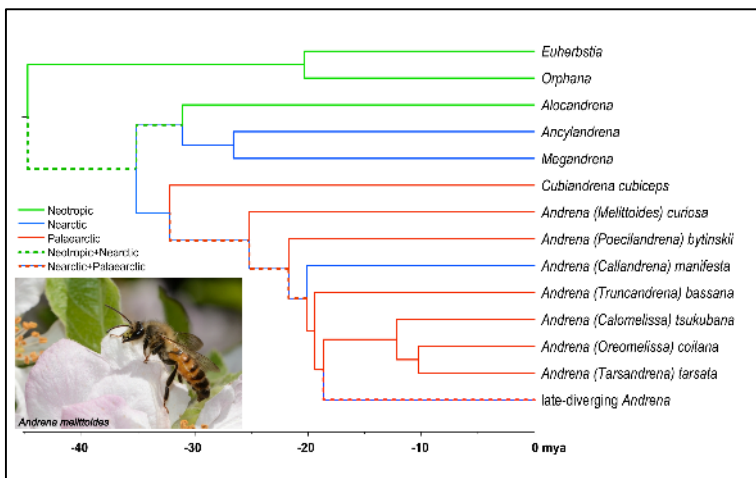 Euherbstia
Orphana
Alocandrena
Ancylandrena
Megandrena
Cubiandrena cubiceps
Andrena (Melittoides) curiosa
Andrena (Poecilandrena) bytinskii
Andrena (Callandrena) manifesta
Andrena (Truncandrena) bassana
Andrena (Calomelissa) tsukubana
Andrena (Oreomelissa) coitana
Andrena (Tarsandrena) tarsata
late-diverging Andrena
Neotropic
Nearctic
Palaearctic
Neotropic+Nearctic
Nearctic+Palaearctic
Andrena melittoides
-40 -30 -20 -10 0 mya